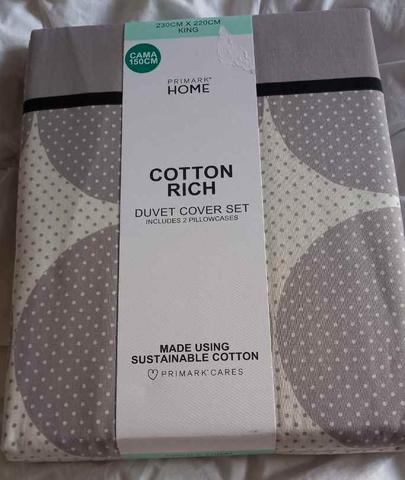 230CM X 220CM
KING
CAMA
150CM
PRIMARK®
HOME
COTTON
RICH
DUVET COVER SET
INCLUDES 2 PILLOWCASES
MADE USING
SUSTAINABLE COTTON
PRIMARK® CARES